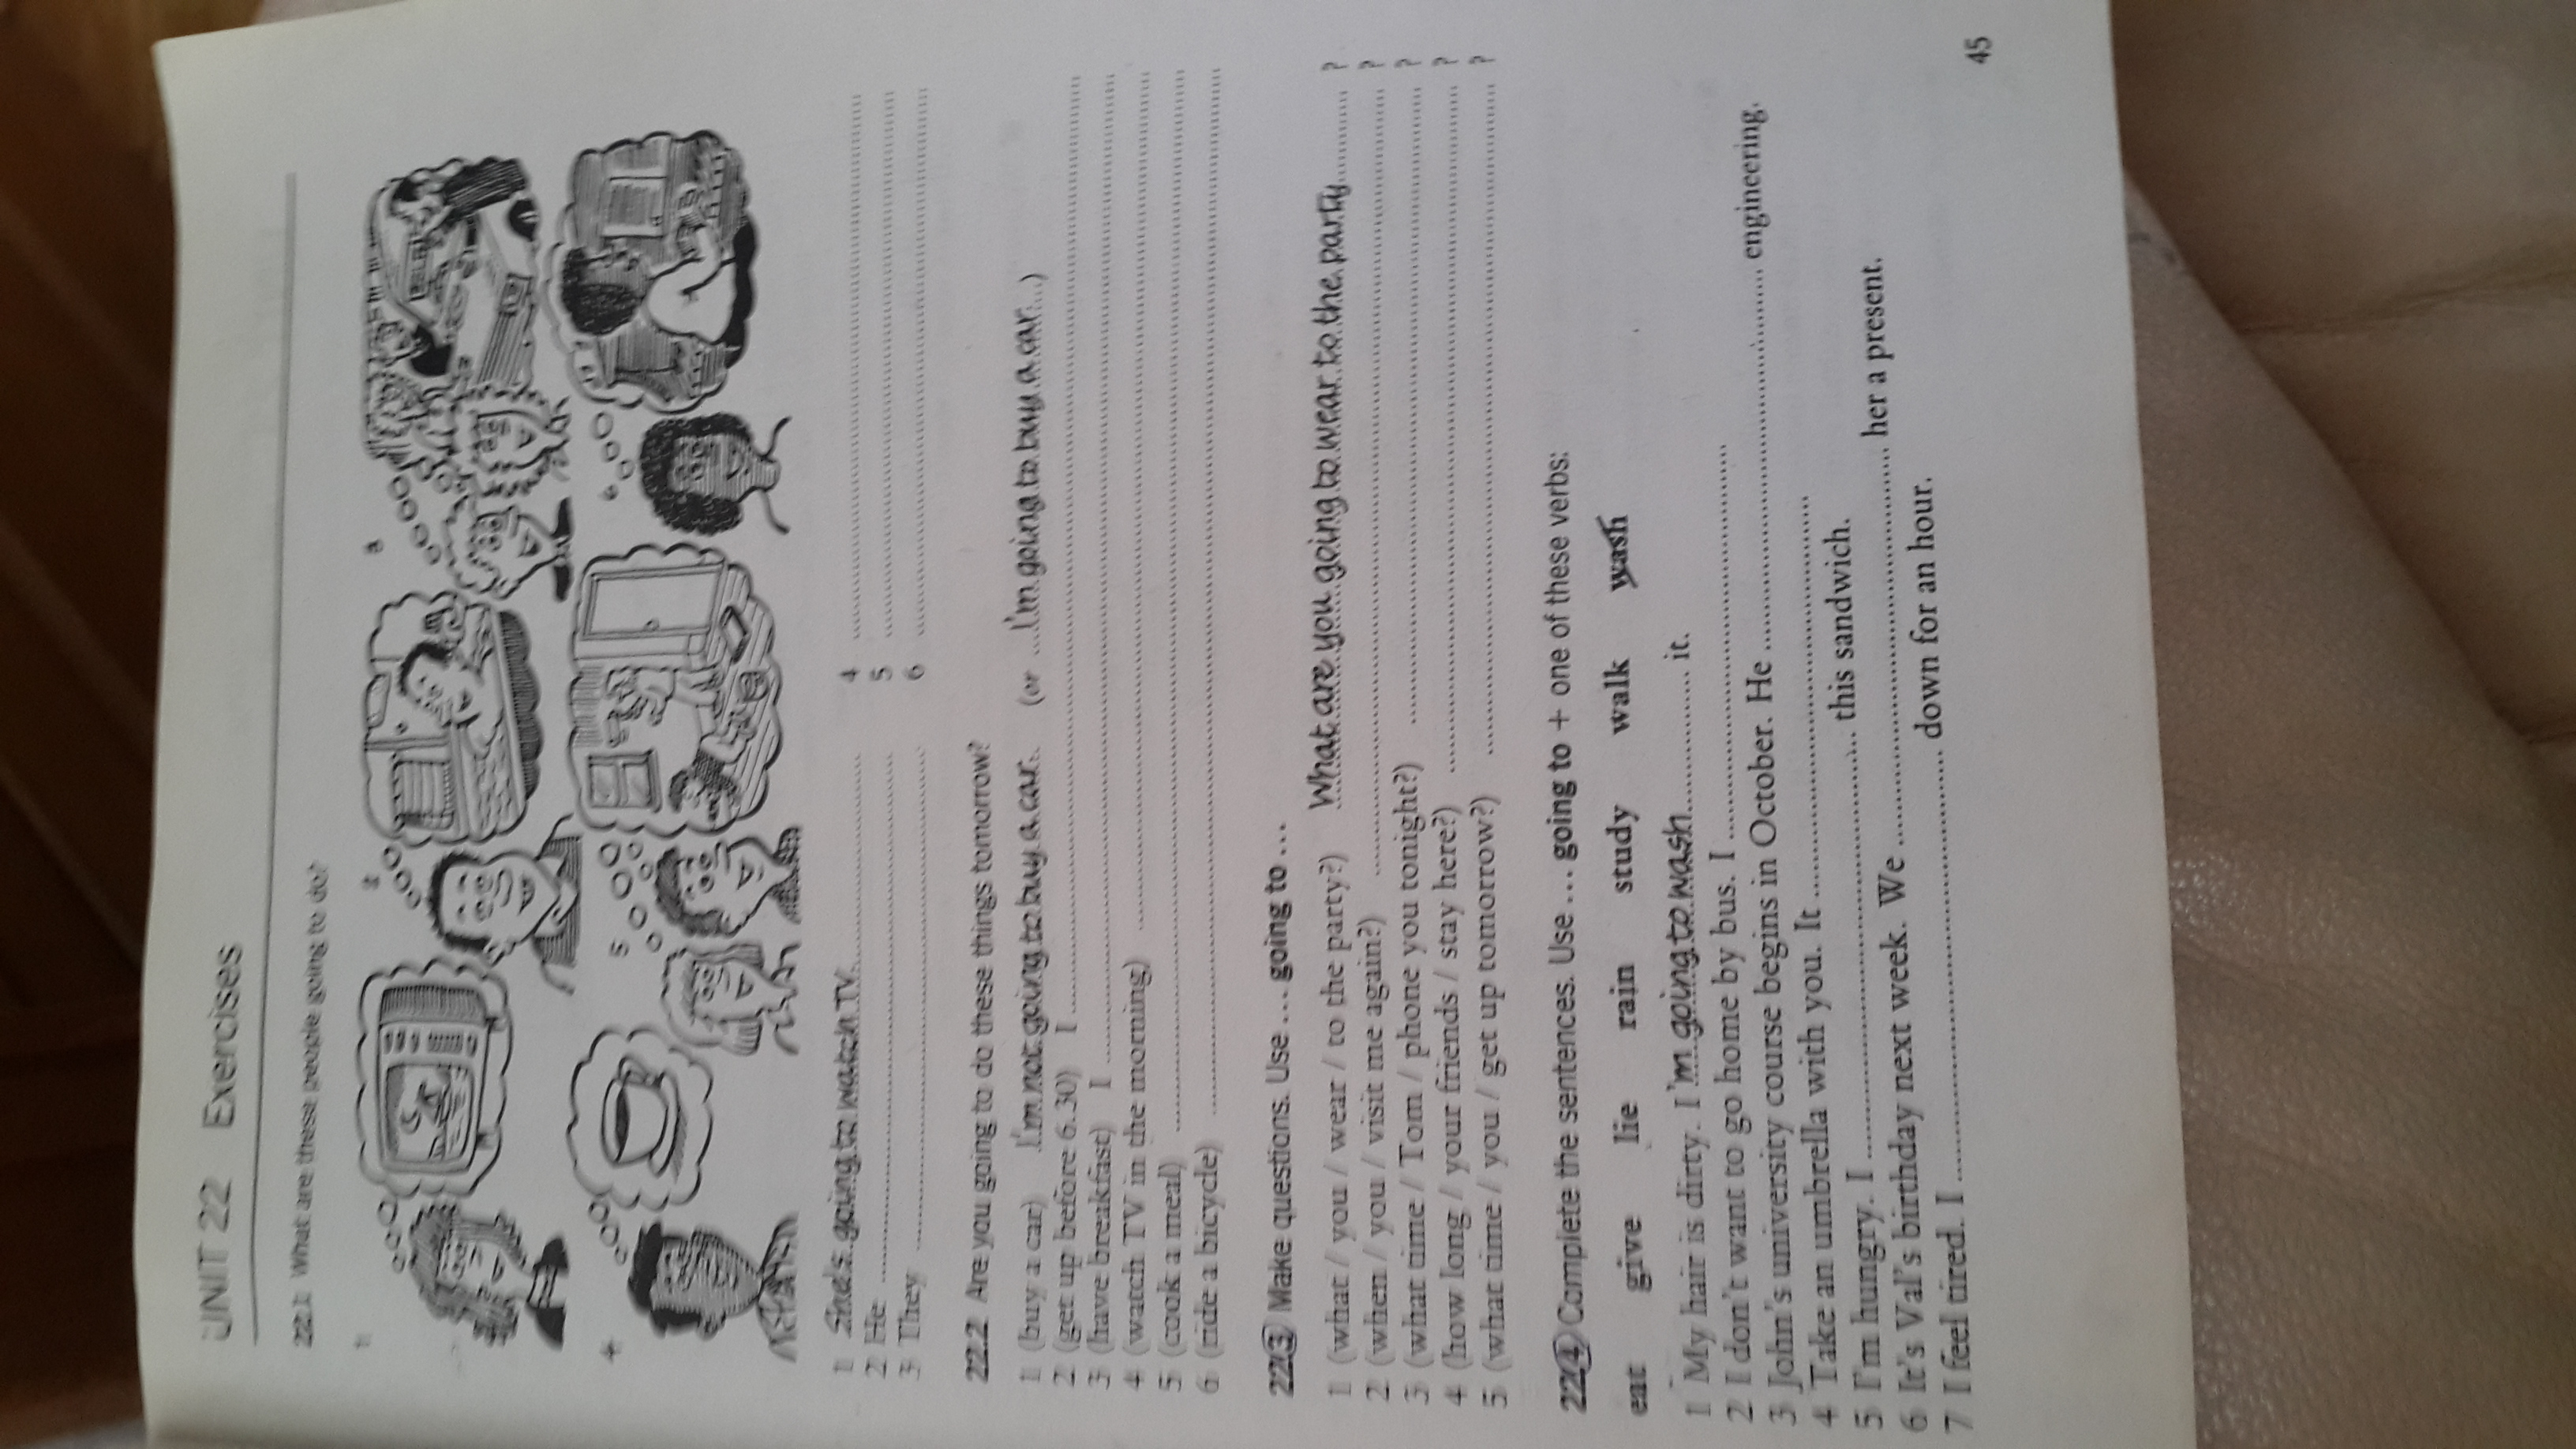 UNIT 22 Exercises
22.1 What are these people going to do?
1
2
3
4
5
6
1 She's going to watch TV.
2 He
3 They
4
5
6
22.2 Are you going to do these things tomorrow?
1 (buy a car) I'm not going to buy a car. (or ...I'm going to buy a car....)
2 (get up before 6.30) I
3 (have breakfast) I
4 (watch TV in the morning)
5 (cook a meal)
6 (ride a bicycle)
22.3 Make questions. Use ... going to ...
1 (what / you / wear / to the party?) What are you going to wear to the party ?
2 (when / you / visit me again?) ?
3 (what time / Tom / phone you tonight?) ?
4 (how long / your friends / stay here?) ?
5 (what time / you / get up tomorrow?) ?
22.4 Complete the sentences. Use ... going to + one of these verbs:
eat give lie rain study walk wash
1 My hair is dirty. I 'm going to wash it.
2 I don't want to go home by bus. I
3 John's university course begins in October. He engineering.
4 Take an umbrella with you. It
5 I'm hungry. I this sandwich.
6 It's Val's birthday next week. We her a present.
7 I feel tired. I down for an hour.
45